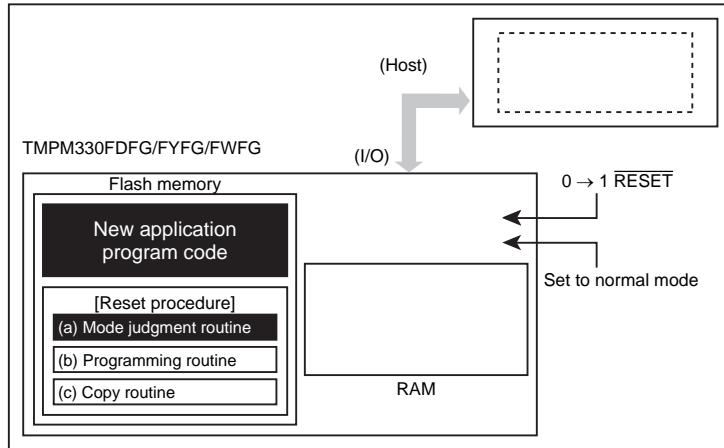 (Host)
TMPM330FDFG/FYFG/FWFG
(I/O)
Flash memory
0 → 1 RESET
New application
program code
Set to normal mode
[Reset procedure]
(a) Mode judgment routine
(b) Programming routine
(c) Copy routine
RAM